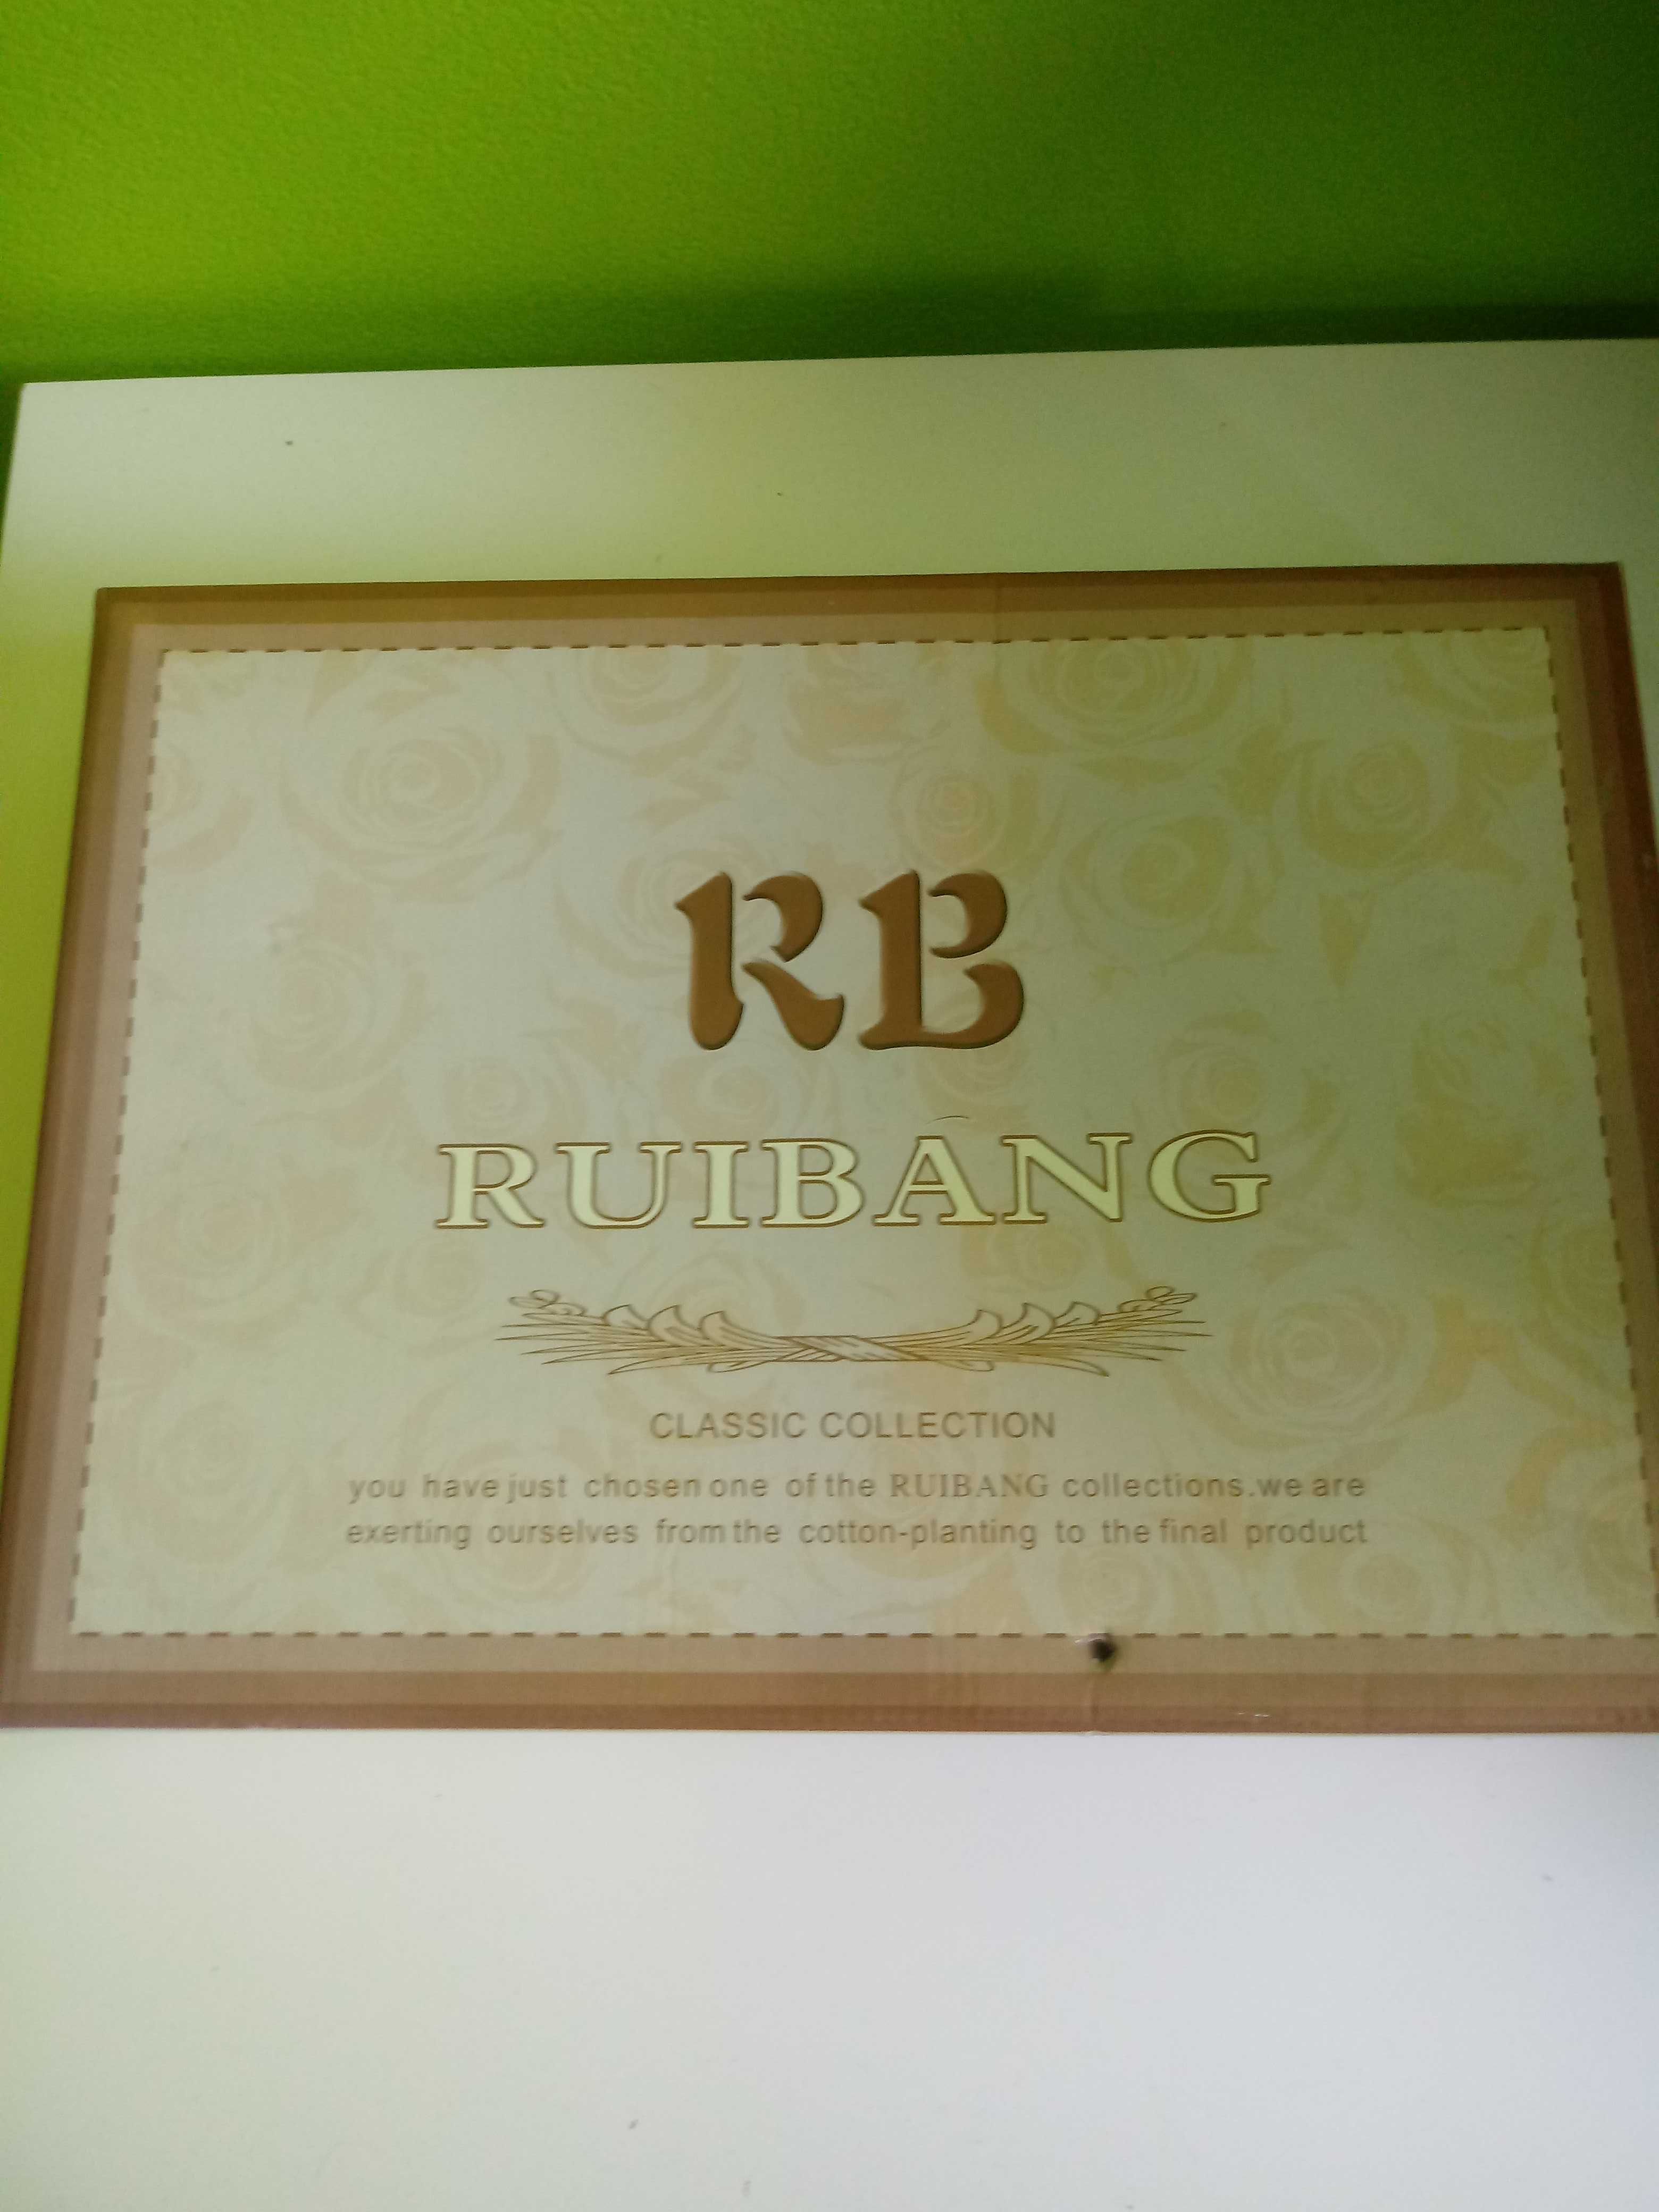 RB
RUIBANG
CLASSIC COLLECTION
you have just chosen one of the RUIBANG collections.we are
exerting ourselves from the cotton-planting to the final product